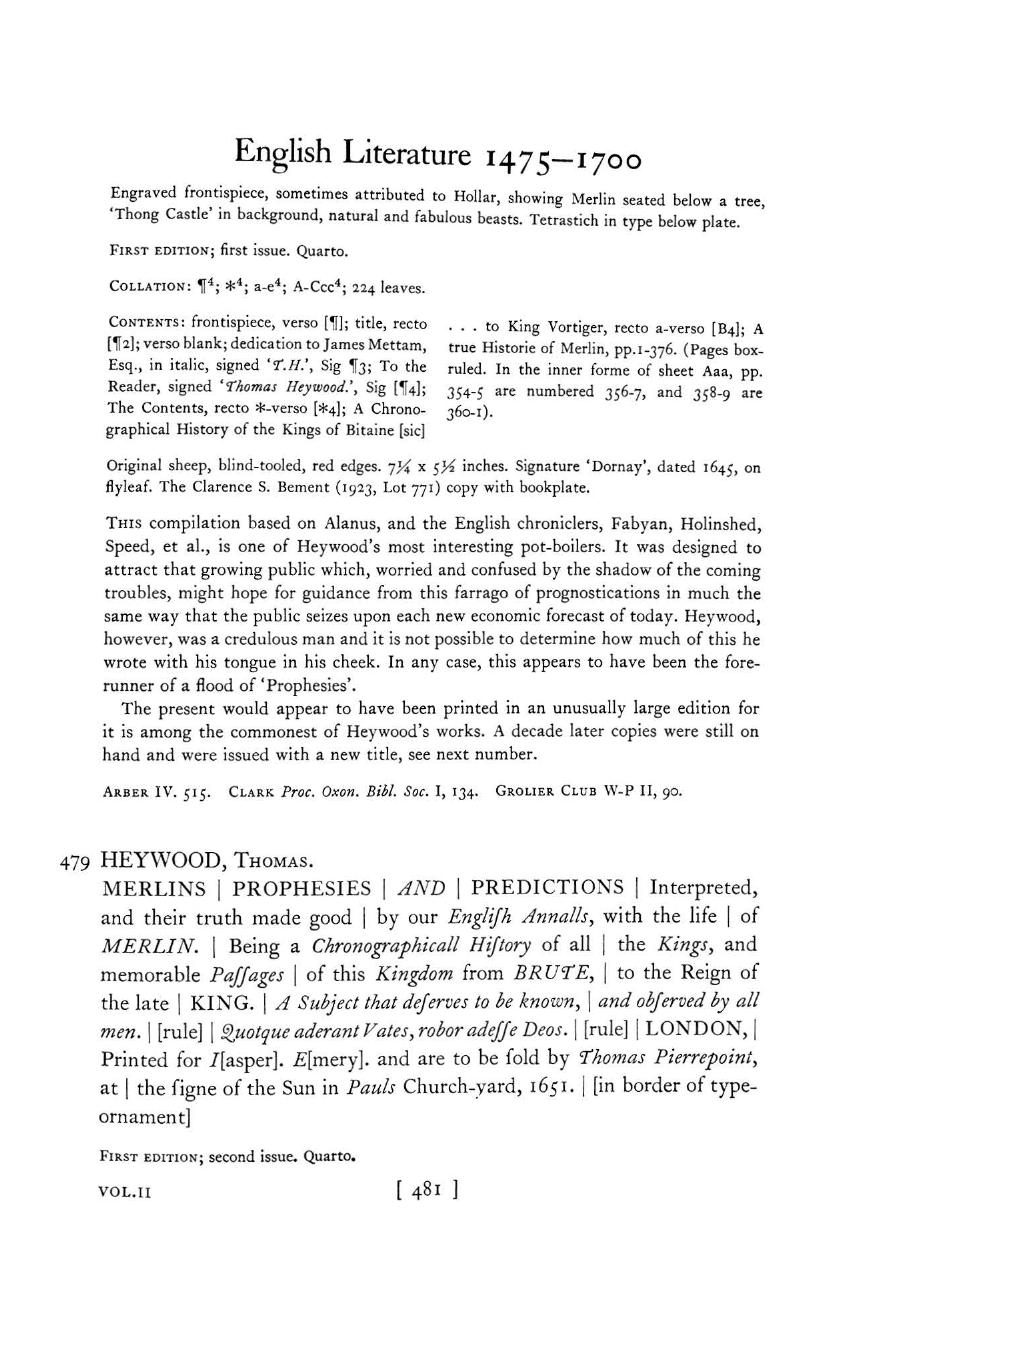 English Literature 1475–1700
Engraved frontispiece, sometimes attributed to Hollar, showing Merlin seated below a tree,
'Thong Castle' in background, natural and fabulous beasts. Tetrastich in type below plate.
First edition; first issue. Quarto.
Collation: ¶⁴; *⁴; a-e⁴; A-Ccc⁴; 224 leaves.
Contents: frontispiece, verso [¶]; title, recto
[¶2]; verso blank; dedication to James Mettam,
Esq., in italic, signed 'T.H.', Sig ¶3; To the
Reader, signed 'Thomas Heywood.', Sig [¶4];
The Contents, recto *-verso [*4]; A Chrono-
graphical History of the Kings of Bitaine [sic]
. . . to King Vortiger, recto a-verso [B4]; A
true Historie of Merlin, pp.1-376. (Pages box-
ruled. In the inner forme of sheet Aaa, pp.
354-5 are numbered 356-7, and 358-9 are
360-1).
Original sheep, blind-tooled, red edges. 7¼ x 5½ inches. Signature 'Dornay', dated 1645, on
flyleaf. The Clarence S. Bement (1923, Lot 771) copy with bookplate.
This compilation based on Alanus, and the English chroniclers, Fabyan, Holinshed,
Speed, et al., is one of Heywood's most interesting pot-boilers. It was designed to
attract that growing public which, worried and confused by the shadow of the coming
troubles, might hope for guidance from this farrago of prognostications in much the
same way that the public seizes upon each new economic forecast of today. Heywood,
however, was a credulous man and it is not possible to determine how much of this he
wrote with his tongue in his cheek. In any case, this appears to have been the fore-
runner of a flood of 'Prophesies'.
The present would appear to have been printed in an unusually large edition for
it is among the commonest of Heywood's works. A decade later copies were still on
hand and were issued with a new title, see next number.
Arber IV. 515. Clark Proc. Oxon. Bibl. Soc. I, 134. Grolier Club W-P II, 90.
479 HEYWOOD, Thomas.
MERLINS | PROPHESIES | AND | PREDICTIONS | Interpreted,
and their truth made good | by our Engliſh Annalls, with the life | of
MERLIN. | Being a Chronographicall Hiſtory of all | the Kings, and
memorable Paſſages | of this Kingdom from BRUTE, | to the Reign of
the late | KING. | A Subject that deſerves to be known, | and obſerved by all
men. | [rule] | Quotque aderant Vates, robor adeſſe Deos. | [rule] | LONDON, |
Printed for I[asper]. E[mery]. and are to be ſold by Thomas Pierrepoint,
at | the ſigne of the Sun in Pauls Church-yard, 1651. | [in border of type-
ornament]
First edition; second issue. Quarto.
VOL.II [ 481 ]